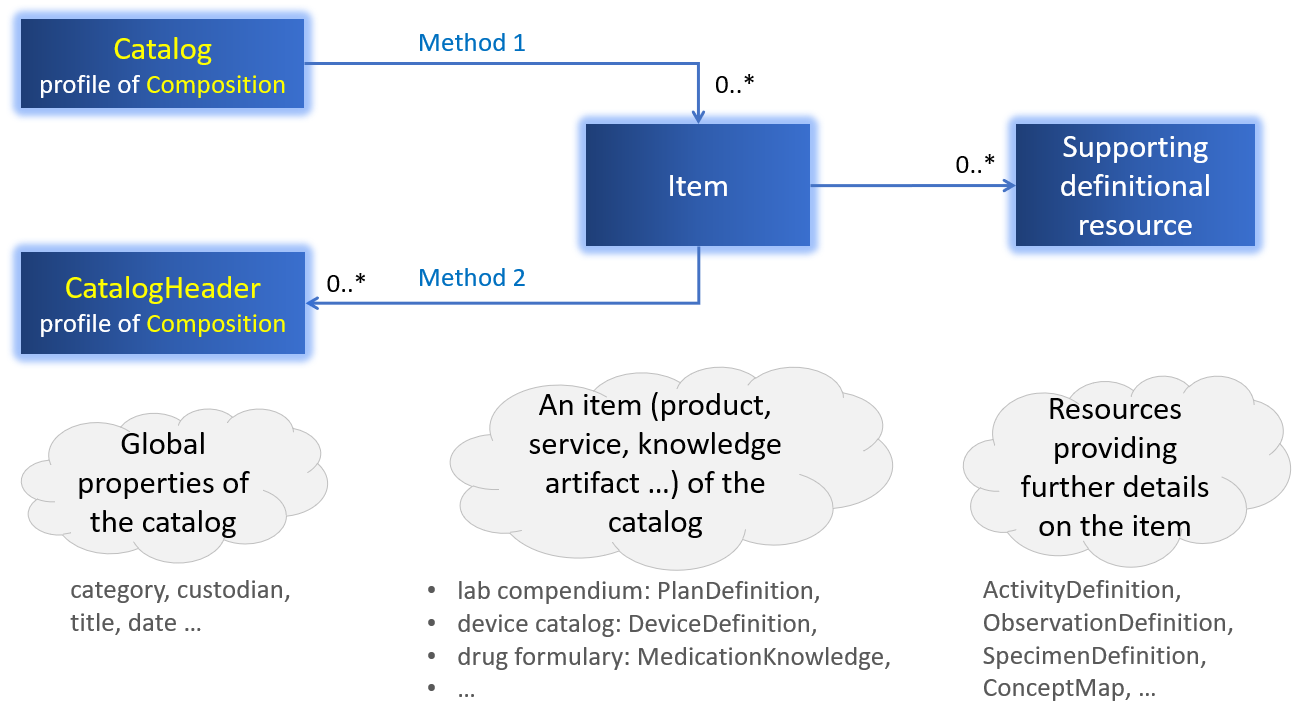 Catalog
profile of Composition
Method 1
0..*
Item
0..*
Supporting
definitional
resource
CatalogHeader
profile of Composition
0..*
Method 2
Global
properties of
the catalog
An item (product,
service, knowledge
artifact …) of the
catalog
Resources
providing
further details
on the item
category, custodian,
title, date …
• lab compendium: PlanDefinition,
• device catalog: DeviceDefinition,
• drug formulary: MedicationKnowledge,
• …
ActivityDefinition,
ObservationDefinition,
SpecimenDefinition,
ConceptMap, …